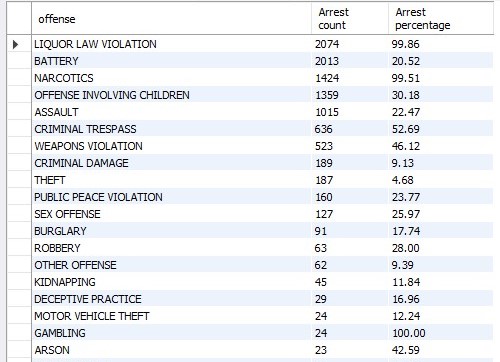 offense Arrest count Arrest percentage
LIQUOR LAW VIOLATION 2074 99.86
BATTERY 2013 20.52
NARCOTICS 1424 99.51
OFFENSE INVOLVING CHILDREN 1359 30.18
ASSAULT 1015 22.47
CRIMINAL TRESPASS 636 52.69
WEAPONS VIOLATION 523 46.12
CRIMINAL DAMAGE 189 9.13
THEFT 187 4.68
PUBLIC PEACE VIOLATION 160 23.77
SEX OFFENSE 127 25.97
BURGLARY 91 17.74
ROBBERY 63 28.00
OTHER OFFENSE 62 9.39
KIDNAPPING 45 11.84
DECEPTIVE PRACTICE 29 16.96
MOTOR VEHICLE THEFT 24 12.24
GAMBLING 24 100.00
ARSON 23 42.59